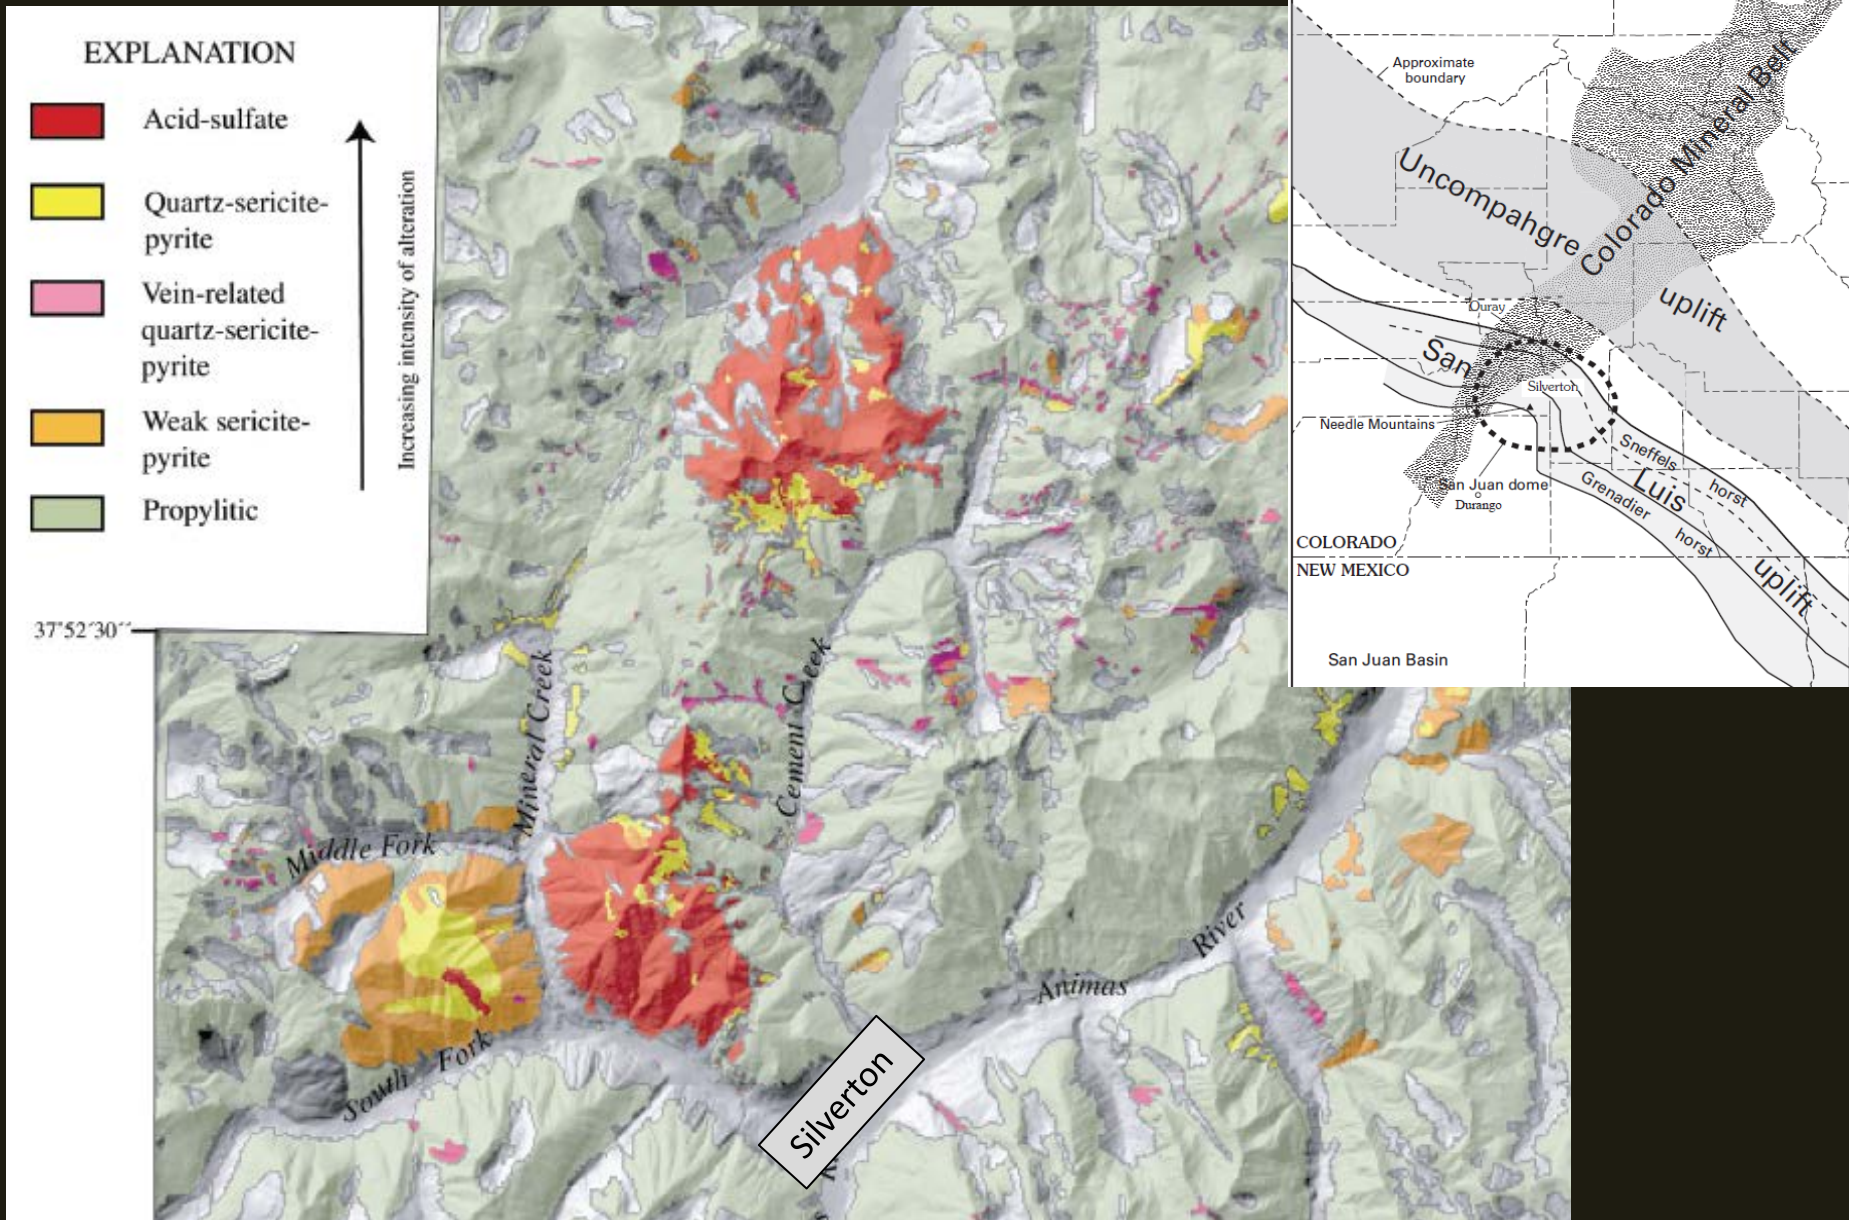 EXPLANATION
Acid-sulfate
Quartz-sericite-
pyrite
Vein-related
quartz-sericite-
pyrite
Weak sericite-
pyrite
Propylitic
Increasing intensity of alteration
37°52′30″
Mineral Creek
Cement Creek
Middle Fork
South Fork
Animas
River
Silverton
Approximate
boundary
Colorado Mineral Belt
Uncompahgre
uplift
Ouray
San
Silverton
Needle Mountains
San Juan dome
Durango
Sneffels
horst
Luis
Grenadier
horst
uplift
COLORADO
NEW MEXICO
San Juan Basin